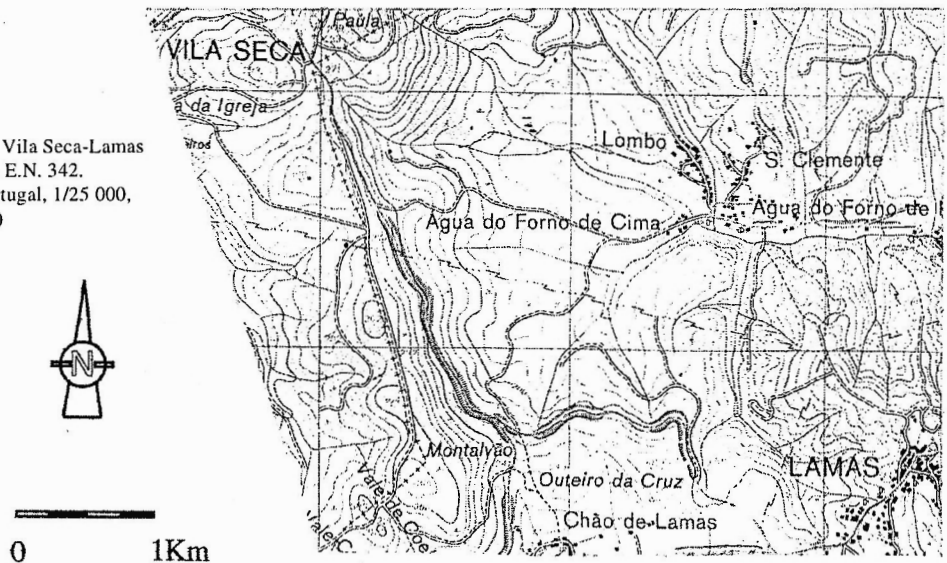 Paula
VILA SECA
a da Igreja
Vila Seca-Lamas
E.N. 342.
tugal, 1/25 000,
Lombo
S. Clemente
Água do Forno de Cima
Água do Forno de
N
Montalvão
LAMAS
Outeiro da Cruz
Chão de Lamas
0 1Km